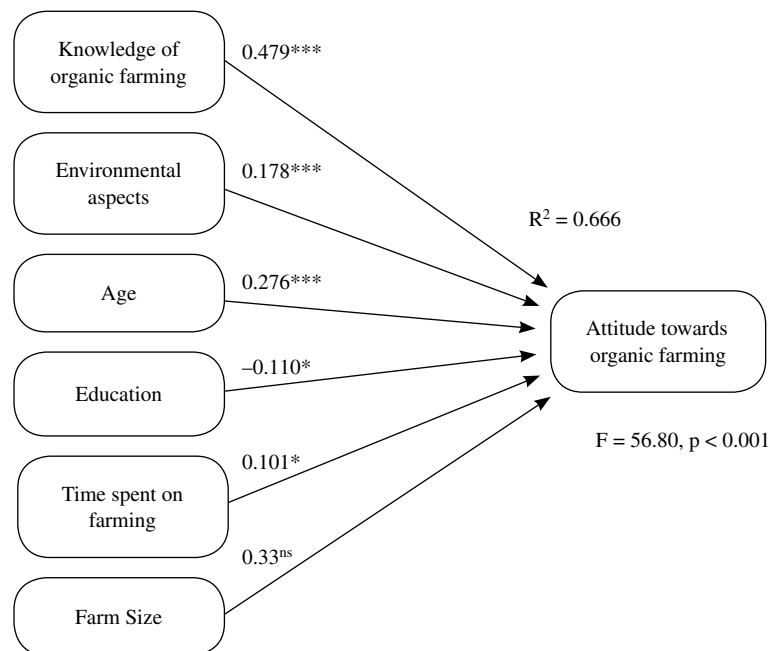 Knowledge of
organic farming
0.479***
Environmental
aspects
0.178***
R² = 0.666
Age
0.276***
Attitude towards
organic farming
Education
–0.110*
F = 56.80, p < 0.001
Time spent on
farming
0.101*
Farm Size
0.33ⁿˢ